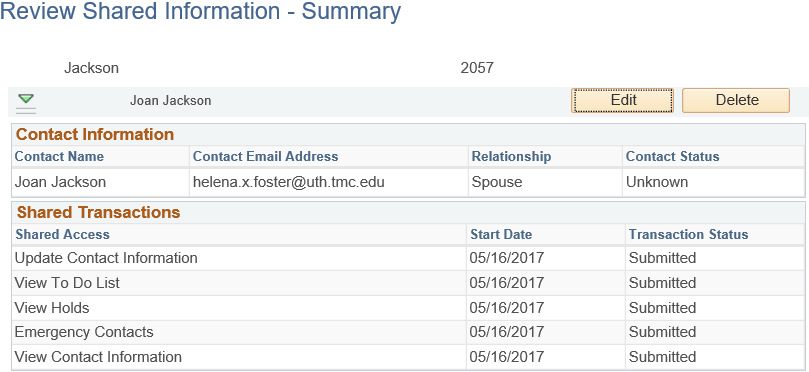 Review Shared Information - Summary
Jackson 2057
Joan Jackson Edit Delete
Contact Information
Contact Name Contact Email Address Relationship Contact Status
Joan Jackson helena.x.foster@uth.tmc.edu Spouse Unknown
Shared Transactions
Shared Access Start Date Transaction Status
Update Contact Information 05/16/2017 Submitted
View To Do List 05/16/2017 Submitted
View Holds 05/16/2017 Submitted
Emergency Contacts 05/16/2017 Submitted
View Contact Information 05/16/2017 Submitted